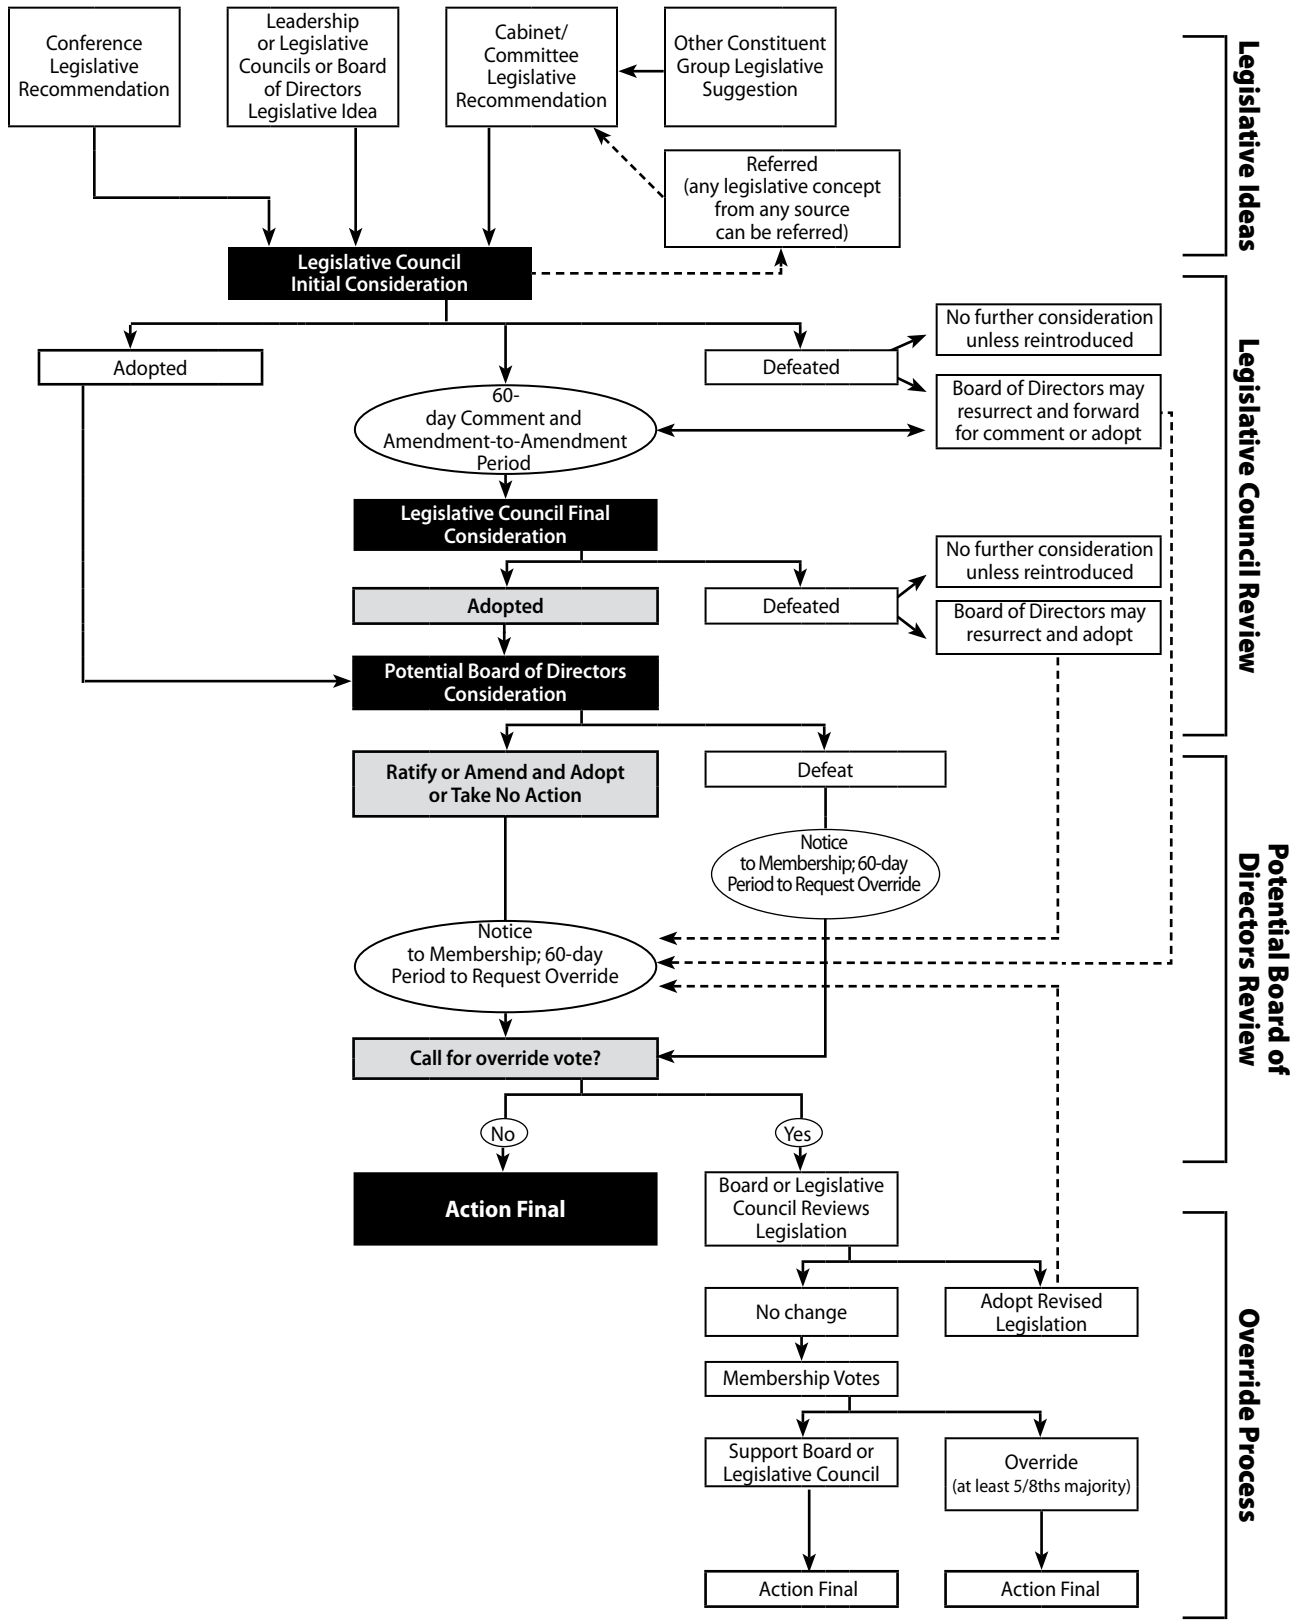 Conference
Legislative
Recommendation
Leadership
or Legislative
Councils or Board
of Directors
Legislative Idea
Cabinet/
Committee
Legislative
Recommendation
Other Constituent
Group Legislative
Suggestion
Referred
(any legislative concept
from any source
can be referred)
Legislative Ideas
Legislative Council
Initial Consideration
Adopted
Defeated
No further consideration
unless reintroduced
Board of Directors may
resurrect and forward
for comment or adopt
60-
day Comment and
Amendment-to-Amendment
Period
Legislative Council Final
Consideration
Adopted
Defeated
No further consideration
unless reintroduced
Board of Directors may
resurrect and adopt
Legislative Council Review
Potential Board of Directors
Consideration
Ratify or Amend and Adopt
or Take No Action
Defeat
Notice
to Membership; 60-day
Period to Request Override
Notice
to Membership; 60-day
Period to Request Override
Potential Board of
Directors Review
Call for override vote?
No
Yes
Action Final
Board or Legislative
Council Reviews
Legislation
No change
Adopt Revised
Legislation
Membership Votes
Support Board or
Legislative Council
Override
(at least 5/8ths majority)
Action Final
Action Final
Override Process